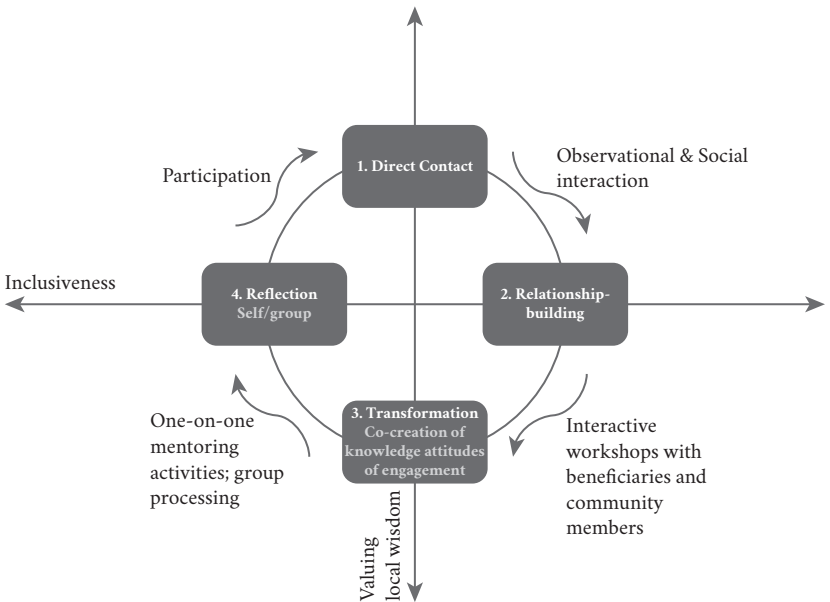 1. Direct Contact
Participation
Observational & Social
interaction
Inclusiveness
4. Reflection
Self/group
2. Relationship-
building
3. Transformation
Co-creation of
knowledge attitudes
of engagement
One-on-one
mentoring
activities; group
processing
Interactive
workshops with
beneficiaries and
community
members
Valuing
local wisdom